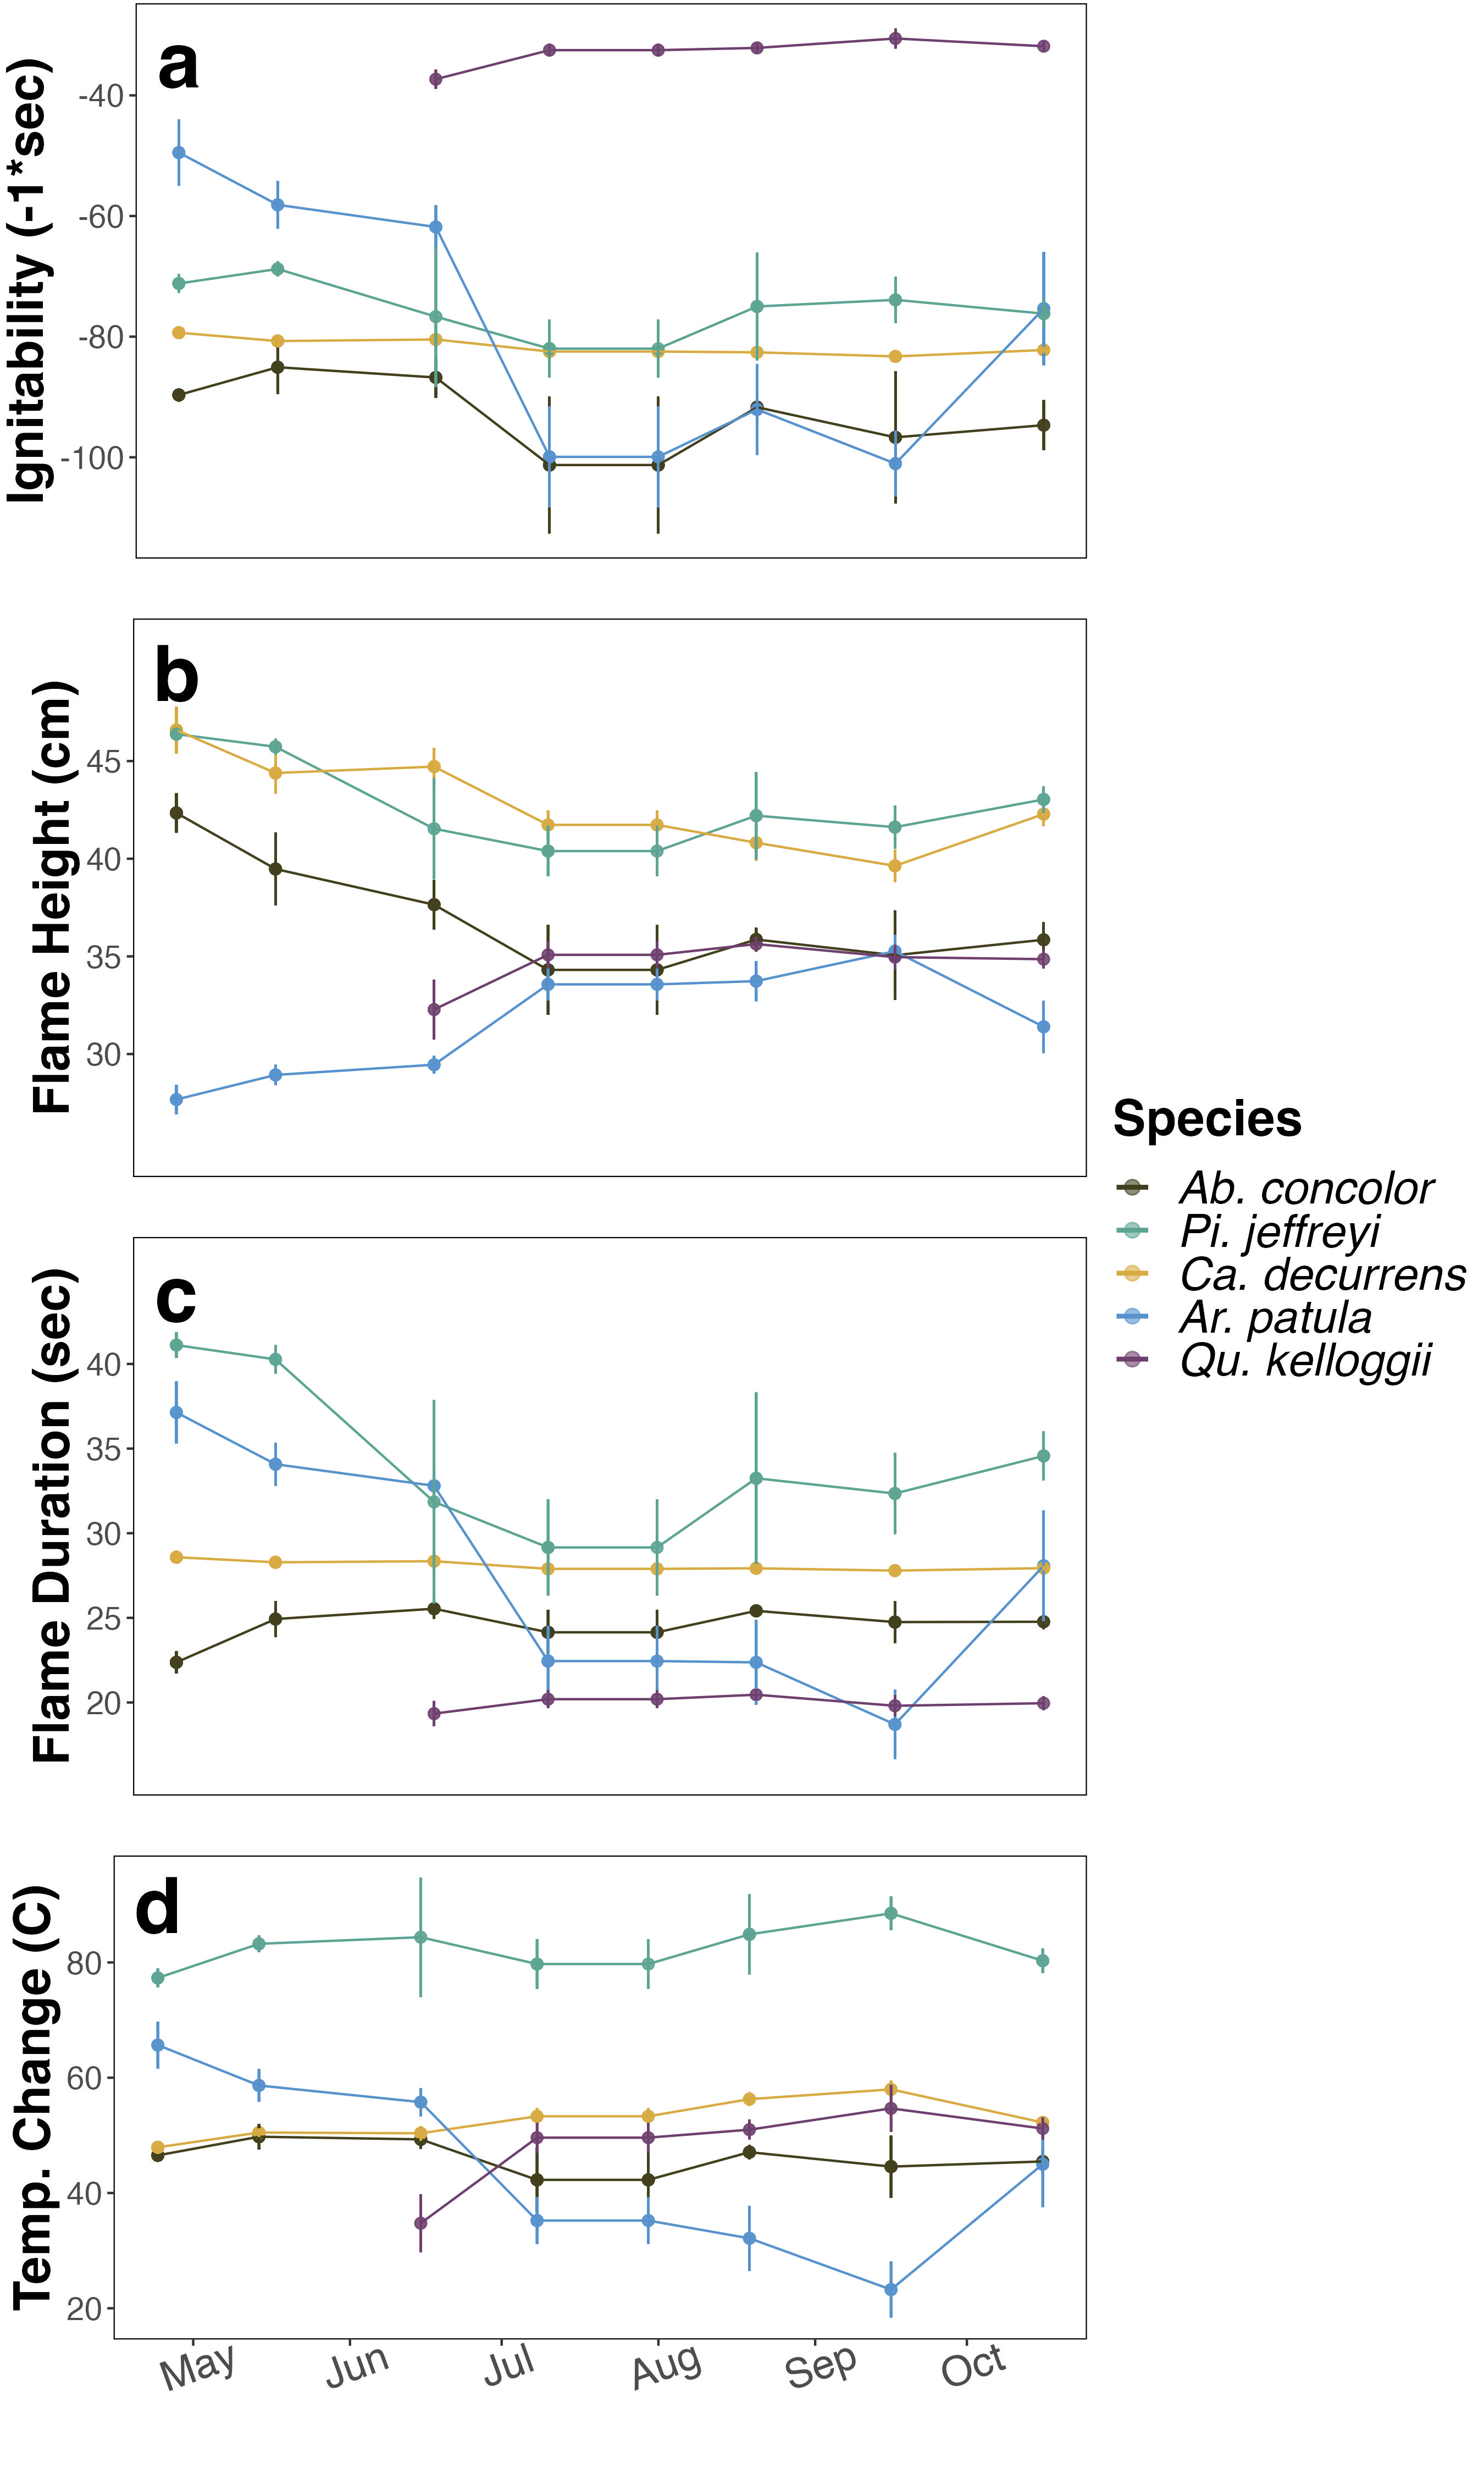 a
Ignitability (-1*sec)
-40
-60
-80
-100
b
Flame Height (cm)
45
40
35
30
c
Flame Duration (sec)
40
35
30
25
20
d
Temp. Change (C)
80
60
40
20
May Jun Jul Aug Sep Oct
Species
Ab. concolor
Pi. jeffreyi
Ca. decurrens
Ar. patula
Qu. kelloggii